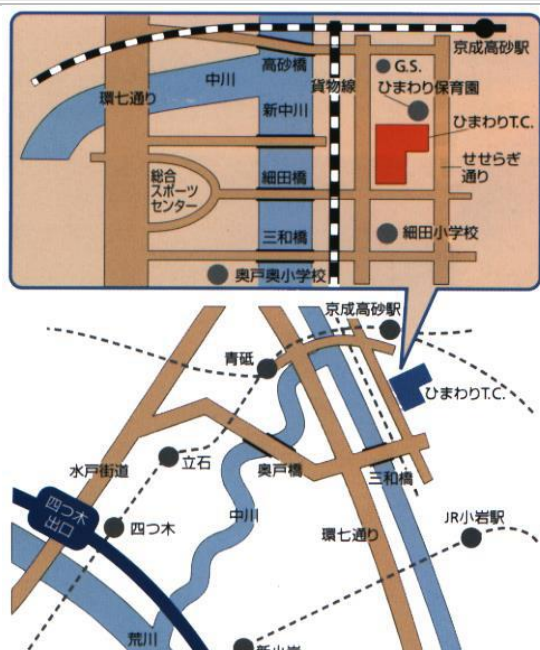 京成高砂駅
高砂橋
G.S.
中川
貨物線
ひまわり保育園
環七通り
新中川
ひまわりT.C.
せせらぎ
通り
総合
スポーツ
センター
細田橋
三和橋
細田小学校
奥戸奥小学校
京成高砂駅
青砥
ひまわりT.C.
立石
奥戸橋
水戸街道
三和橋
四つ木
出口
四つ木
中川
環七通り
JR小岩駅
荒川
新小岩